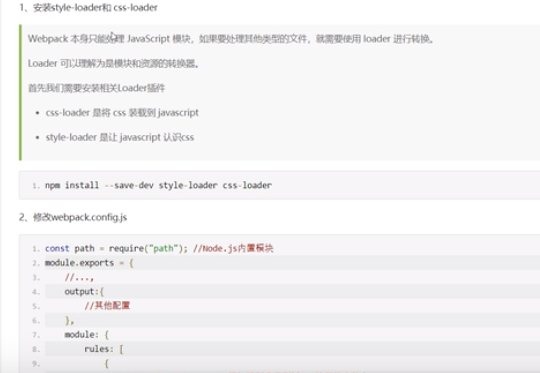 1、安装style-loader和 css-loader
Webpack 本身只能处理 JavaScript 模块，如果要处理其他类型的文件，就需要使用 loader 进行转换。
Loader 可以理解为是模块和资源的转换器。
首先我们需要安装相关Loader插件
• css-loader 是将 css 装载到 javascript
• style-loader 是让 javascript 认识css
1. npm install --save-dev style-loader css-loader
2、修改webpack.config.js
1. const path = require("path"); //Node.js内置模块
2. module.exports = {
3. //...,
4. output:{
5. //其他配置
6. },
7. module: {
8. rules: [
9. {